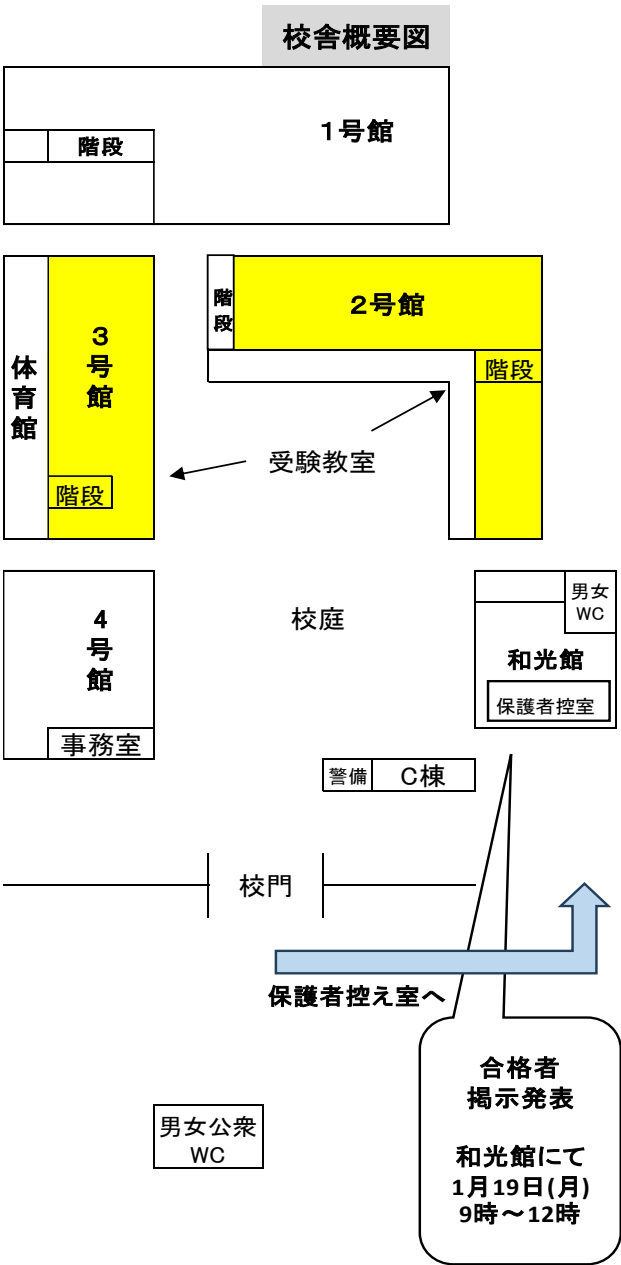 校舎概要図
1号館
階段
階段
2号館
3号館
体育館
階段
受験教室
階段
4号館
校庭
男女
WC
和光館
保護者控室
事務室
警備
C棟
校門
保護者控え室へ
合格者
掲示発表
和光館にて
1月19日(月)
9時～12時
男女公衆
WC